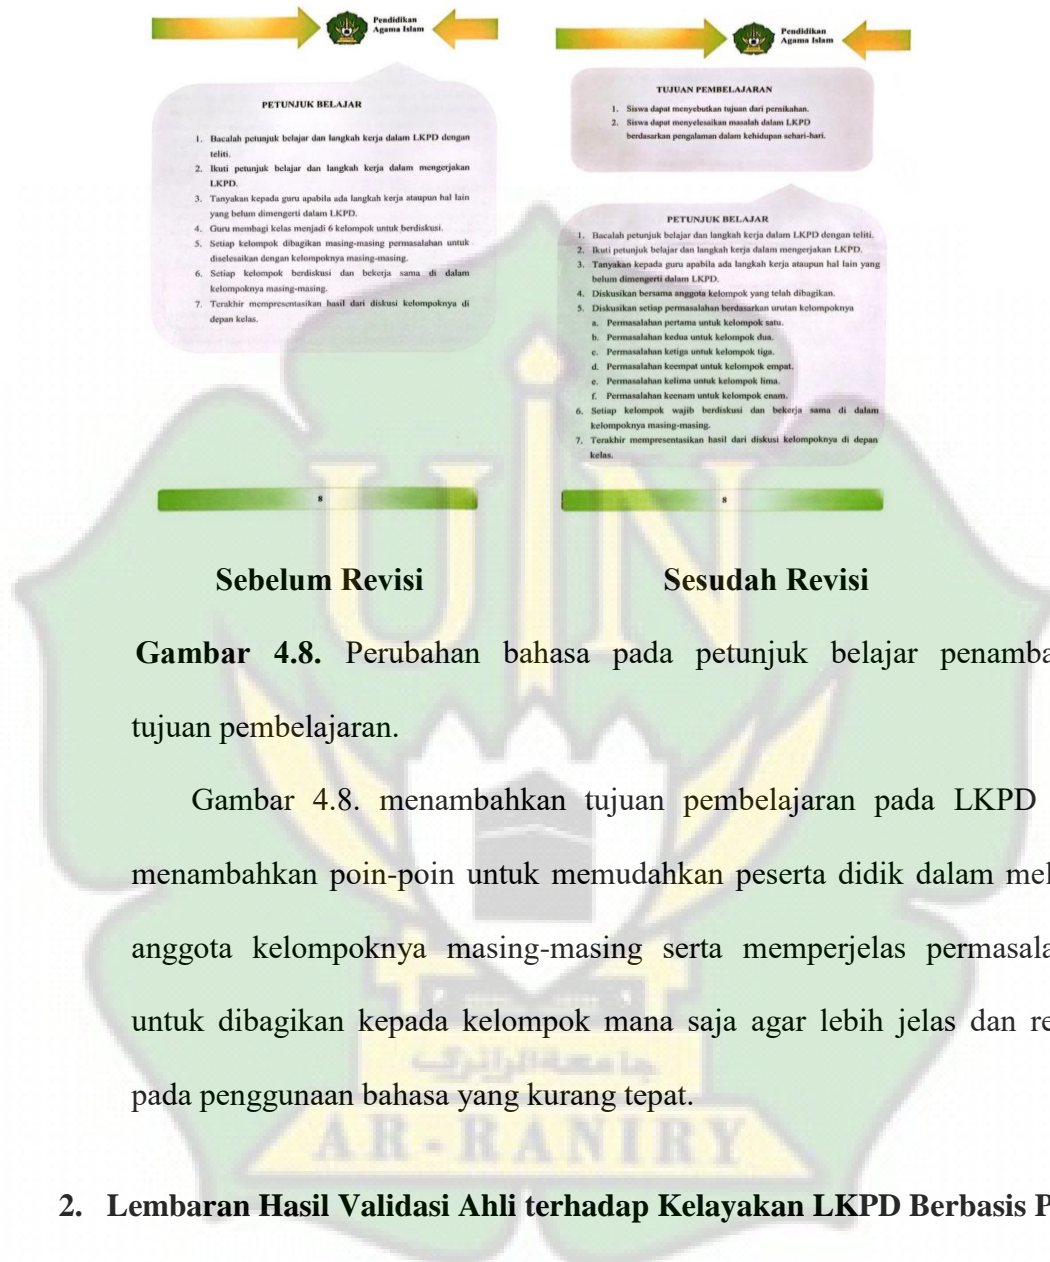 Pendidikan
Agama Islam
PETUNJUK BELAJAR
1. Bacalah petunjuk belajar dan langkah kerja dalam LKPD dengan
teliti.
2. Ikuti petunjuk belajar dan langkah kerja dalam mengerjakan
LKPD.
3. Tanyakan kepada guru apabila ada langkah kerja ataupun hal lain
yang belum dimengerti dalam LKPD.
4. Guru membagi kelas menjadi 6 kelompok untuk berdiskusi.
5. Setiap kelompok dibagikan masing-masing permasalahan untuk
diselesaikan dengan kelompoknya masing-masing.
6. Setiap kelompok berdiskusi dan bekerja sama di dalam
kelompoknya masing-masing.
7. Terakhir mempresentasikan hasil dari diskusi kelompoknya di
depan kelas.
8
Pendidikan
Agama Islam
TUJUAN PEMBELAJARAN
1. Siswa dapat menyebutkan tujuan dari pernikahan.
2. Siswa dapat menyelesaikan masalah dalam LKPD
berdasarkan pengalaman dalam kehidupan sehari-hari.
PETUNJUK BELAJAR
1. Bacalah petunjuk belajar dan langkah kerja dalam LKPD dengan teliti.
2. Ikuti petunjuk belajar dan langkah kerja dalam mengerjakan LKPD.
3. Tanyakan kepada guru apabila ada langkah kerja ataupun hal lain yang
belum dimengerti dalam LKPD.
4. Diskusikan bersama anggota kelompok yang telah dibagikan.
5. Diskusikan setiap permasalahan berdasarkan urutan kelompoknya
a. Permasalahan pertama untuk kelompok satu.
b. Permasalahan kedua untuk kelompok dua.
c. Permasalahan ketiga untuk kelompok tiga.
d. Permasalahan keempat untuk kelompok empat.
e. Permasalahan kelima untuk kelompok lima.
f. Permasalahan keenam untuk kelompok enam.
6. Setiap kelompok wajib berdiskusi dan bekerja sama di dalam
kelompoknya masing-masing.
7. Terakhir mempresentasikan hasil dari diskusi kelompoknya di depan
kelas.
8
Sebelum Revisi Sesudah Revisi
Gambar 4.8. Perubahan bahasa pada petunjuk belajar penamba
tujuan pembelajaran.
Gambar 4.8. menambahkan tujuan pembelajaran pada LKPD
menambahkan poin-poin untuk memudahkan peserta didik dalam mel
anggota kelompoknya masing-masing serta memperjelas permasala
untuk dibagikan kepada kelompok mana saja agar lebih jelas dan re
pada penggunaan bahasa yang kurang tepat.
2. Lembaran Hasil Validasi Ahli terhadap Kelayakan LKPD Berbasis P
UIN
جامعة الرانري
AR-RANIRY